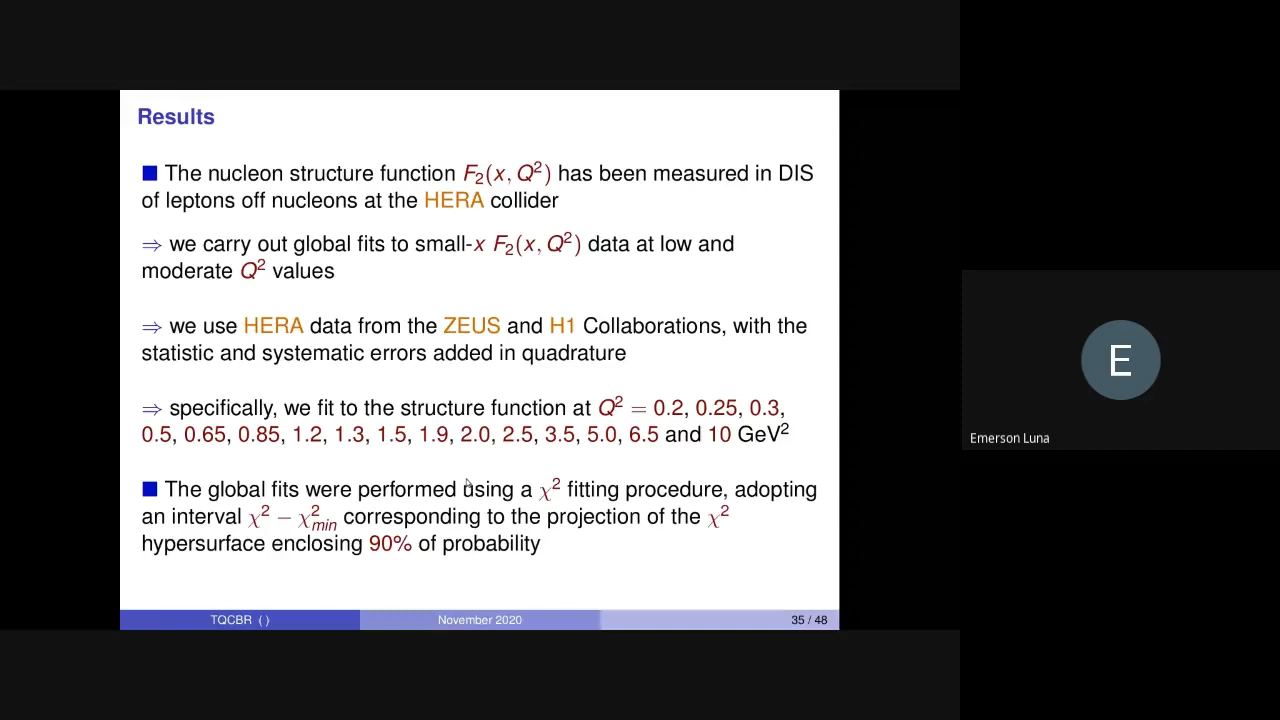 Results
■ The nucleon structure function F₂(x, Q²) has been measured in DIS
of leptons off nucleons at the HERA collider
⇒ we carry out global fits to small-x F₂(x, Q²) data at low and
moderate Q² values
⇒ we use HERA data from the ZEUS and H1 Collaborations, with the
statistic and systematic errors added in quadrature
⇒ specifically, we fit to the structure function at Q² = 0.2, 0.25, 0.3,
0.5, 0.65, 0.85, 1.2, 1.3, 1.5, 1.9, 2.0, 2.5, 3.5, 5.0, 6.5 and 10 GeV²
■ The global fits were performed using a χ² fitting procedure, adopting
an interval χ² − χ²min corresponding to the projection of the χ²
hypersurface enclosing 90% of probability
TQCBR ( ) November 2020 35 / 48
E
Emerson Luna